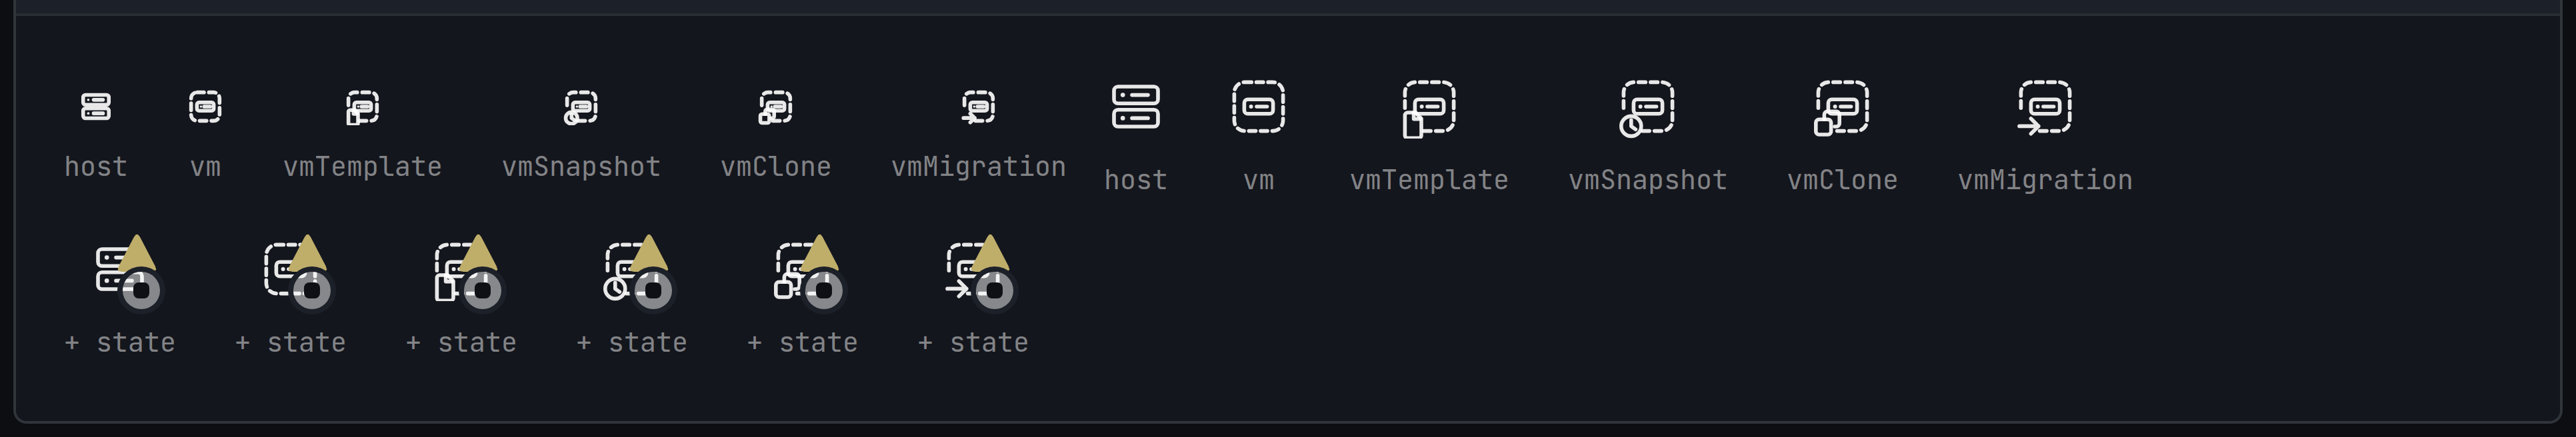 host vm vmTemplate vmSnapshot vmClone vmMigration host vm vmTemplate vmSnapshot vmClone vmMigration
+ state + state + state + state + state + state